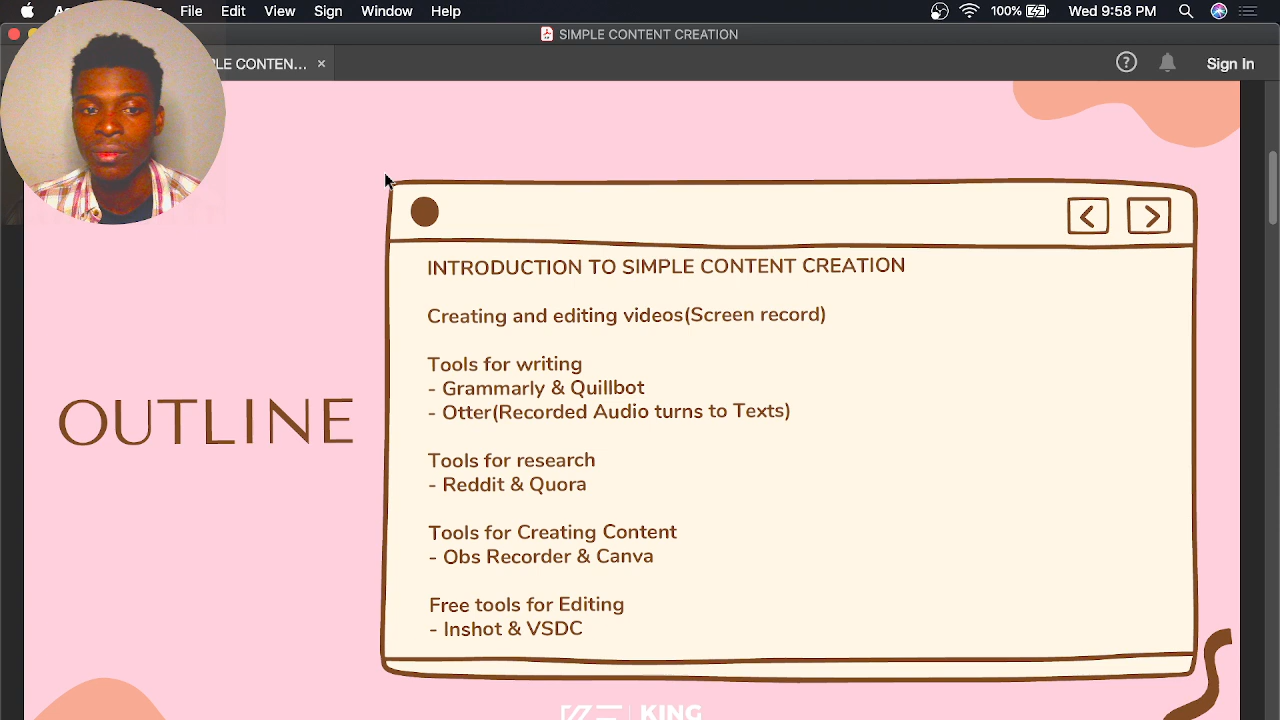 File Edit View Sign Window Help
100% Wed 9:58 PM
SIMPLE CONTENT CREATION
LE CONTEN... ×
? Sign In
OUTLINE
INTRODUCTION TO SIMPLE CONTENT CREATION
Creating and editing videos(Screen record)
Tools for writing
- Grammarly & Quillbot
- Otter(Recorded Audio turns to Texts)
Tools for research
- Reddit & Quora
Tools for Creating Content
- Obs Recorder & Canva
Free tools for Editing
- Inshot & VSDC
KING